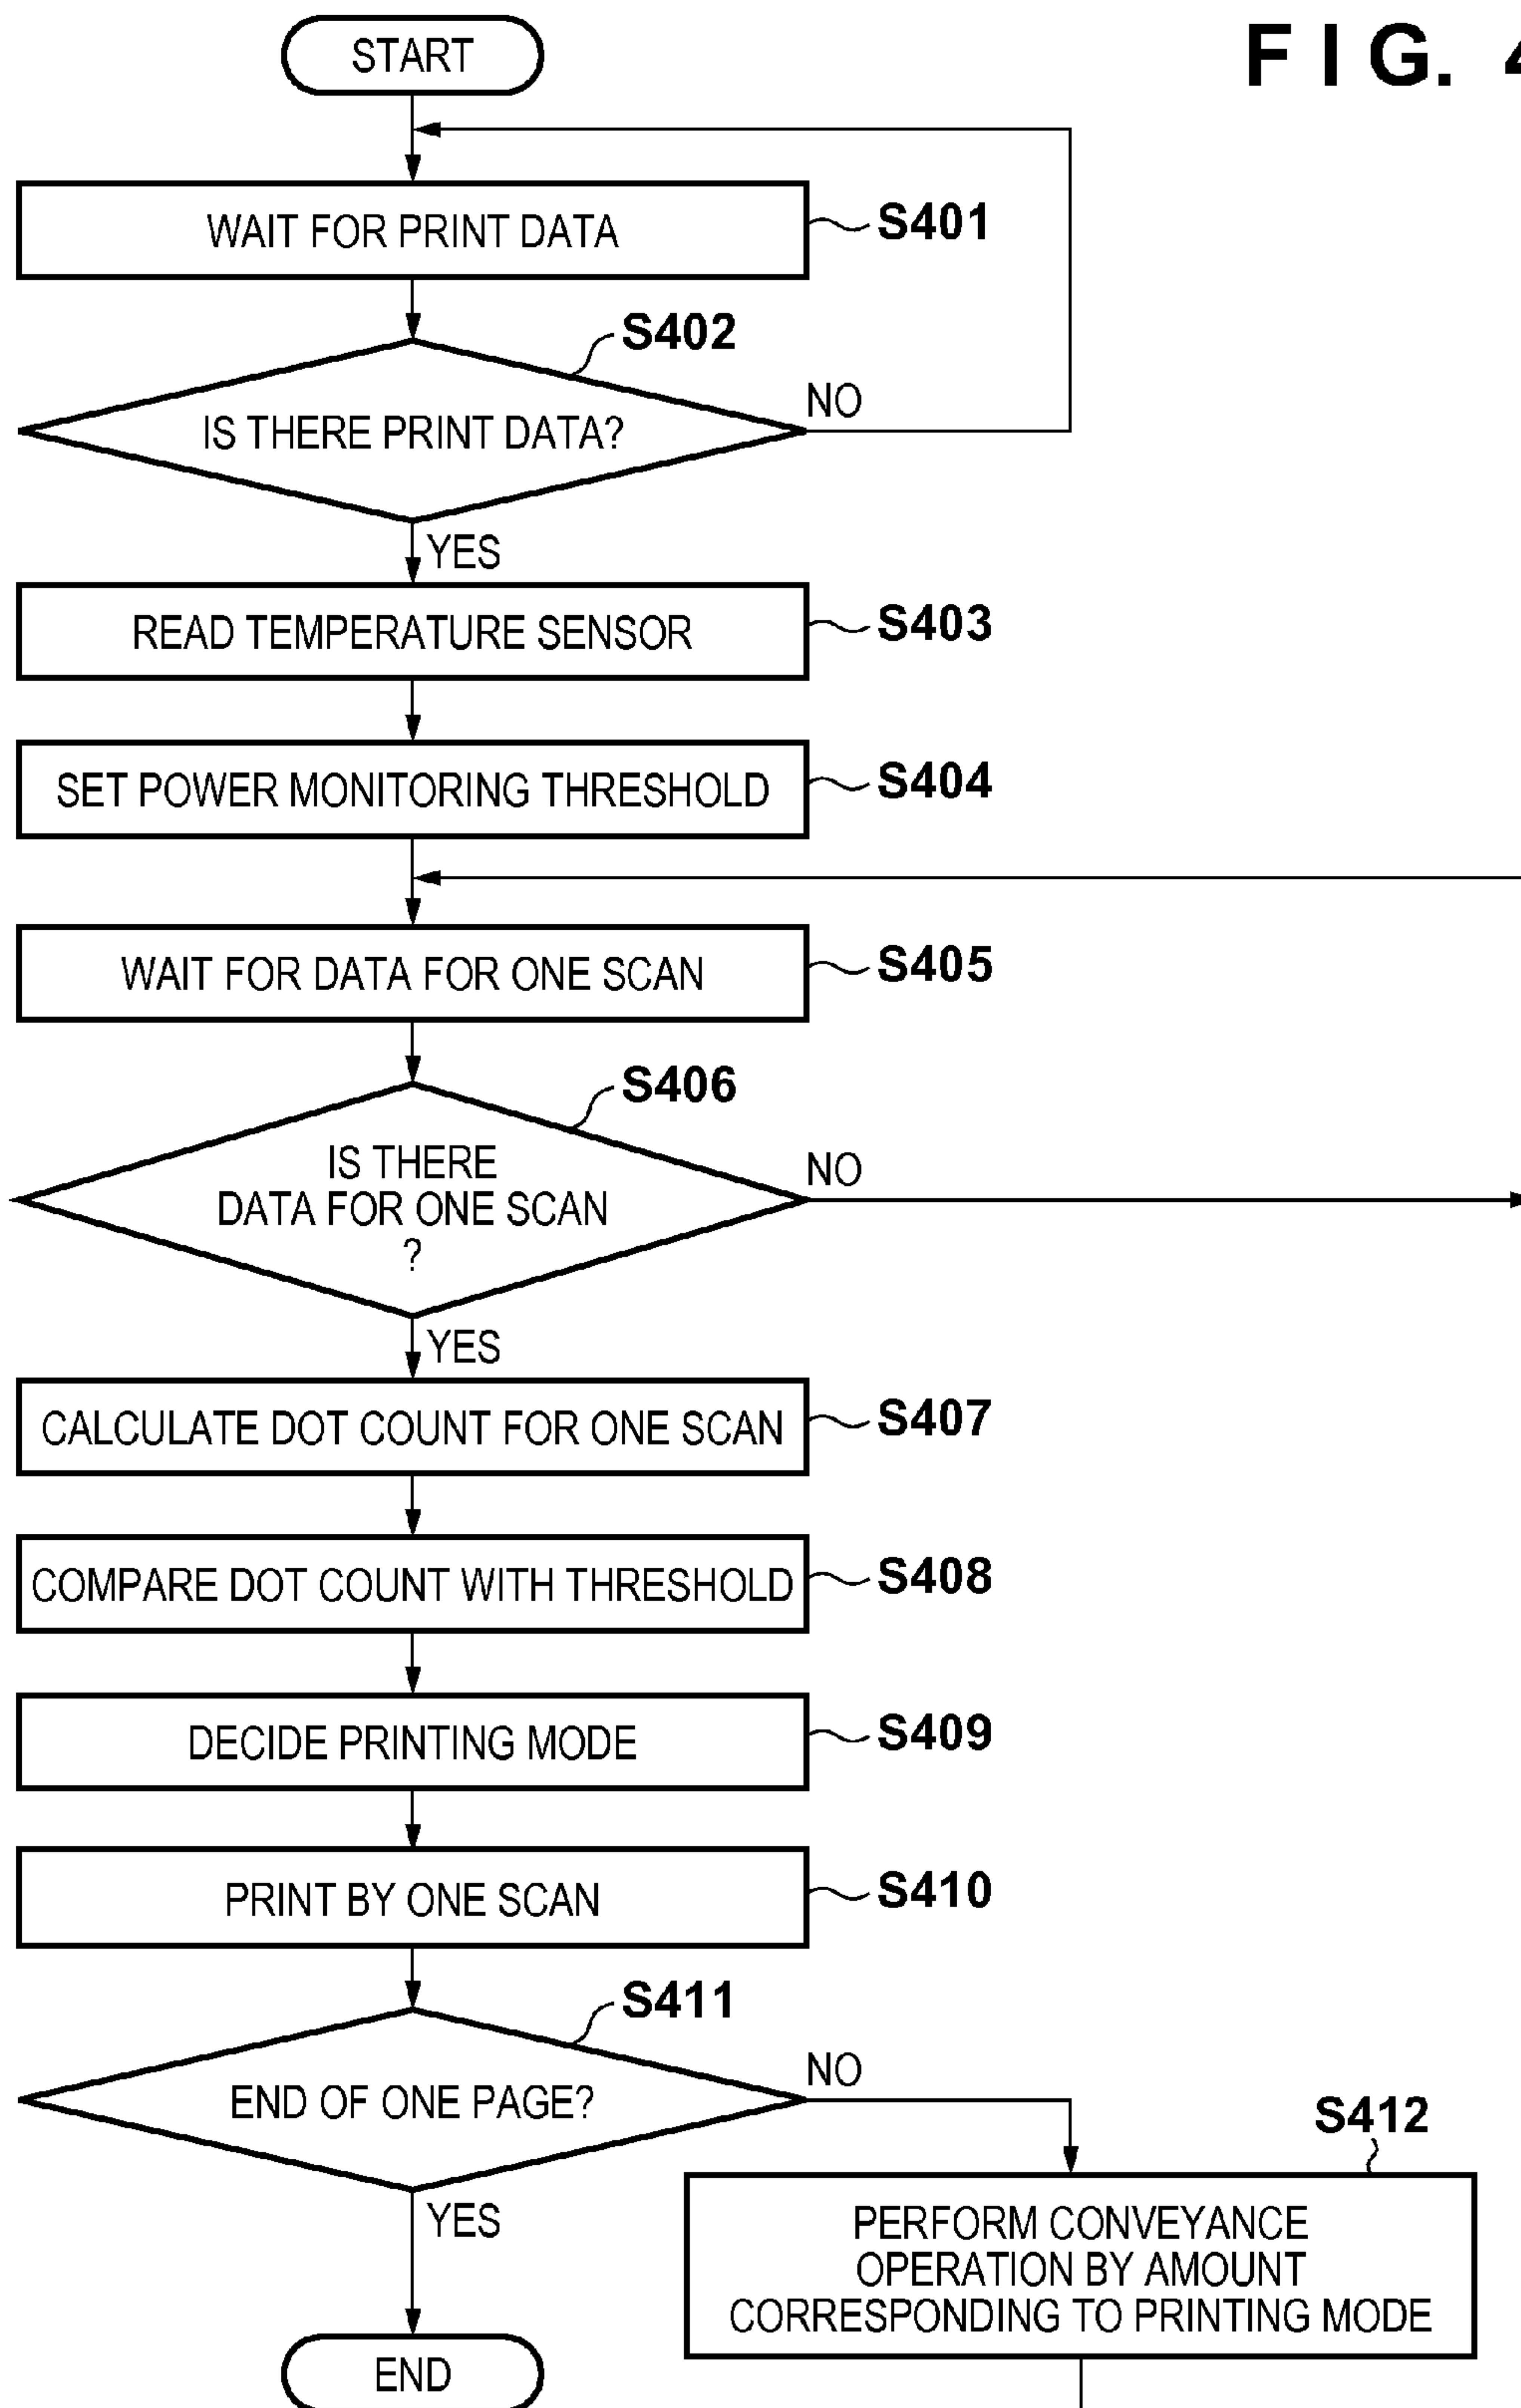 FIG. 4
START
WAIT FOR PRINT DATA
S401
S402
IS THERE PRINT DATA?
NO
YES
READ TEMPERATURE SENSOR
S403
SET POWER MONITORING THRESHOLD
S404
WAIT FOR DATA FOR ONE SCAN
S405
S406
IS THERE
DATA FOR ONE SCAN
?
NO
YES
CALCULATE DOT COUNT FOR ONE SCAN
S407
COMPARE DOT COUNT WITH THRESHOLD
S408
DECIDE PRINTING MODE
S409
PRINT BY ONE SCAN
S410
S411
END OF ONE PAGE?
NO
YES
S412
PERFORM CONVEYANCE
OPERATION BY AMOUNT
CORRESPONDING TO PRINTING MODE
END